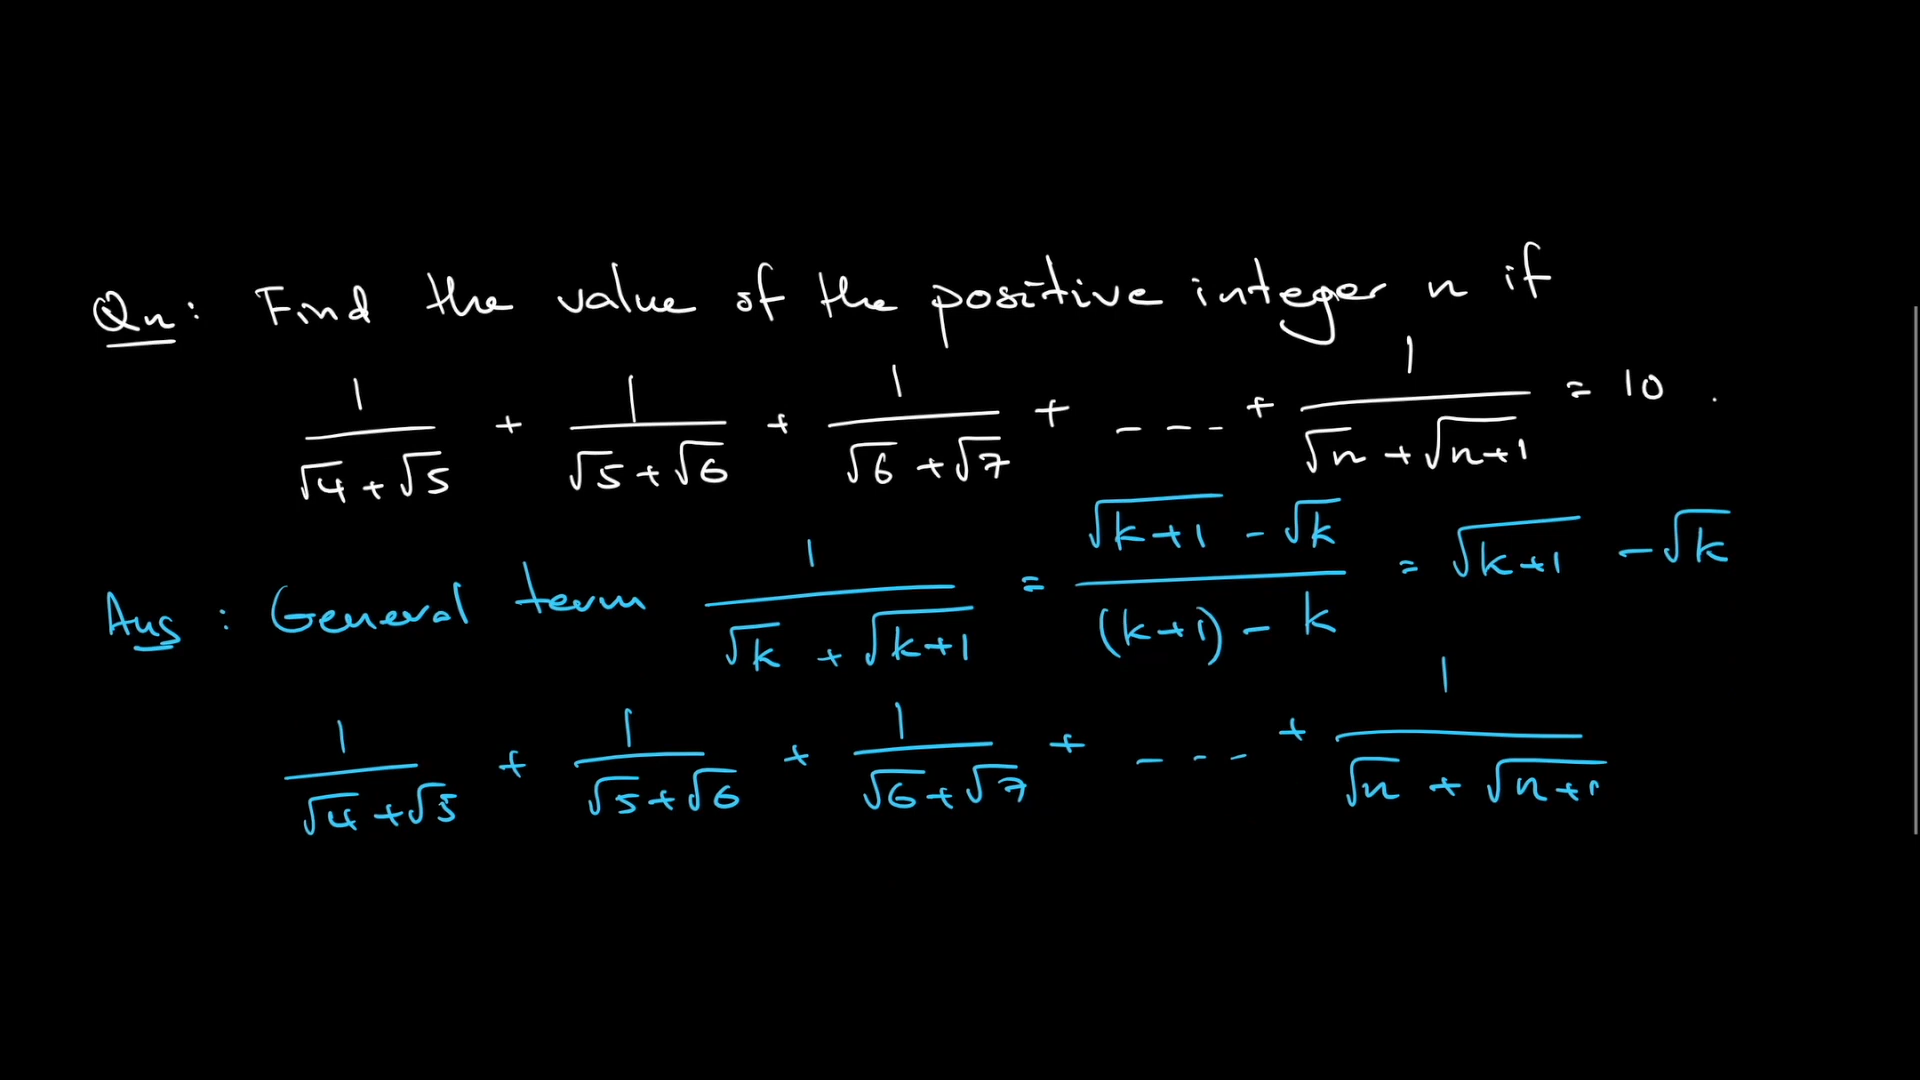 Qn: Find the value of the positive integer n if
1/(√4 + √5) + 1/(√5 + √6) + 1/(√6 + √7) + ---- + 1/(√n + √(n+1)) = 10 .
Ans : General term 1/(√k + √(k+1)) = (√(k+1) - √k)/((k+1) - k) = √(k+1) - √k
1/(√4 + √5) + 1/(√5 + √6) + 1/(√6 + √7) + ---- + 1/(√n + √(n+1))